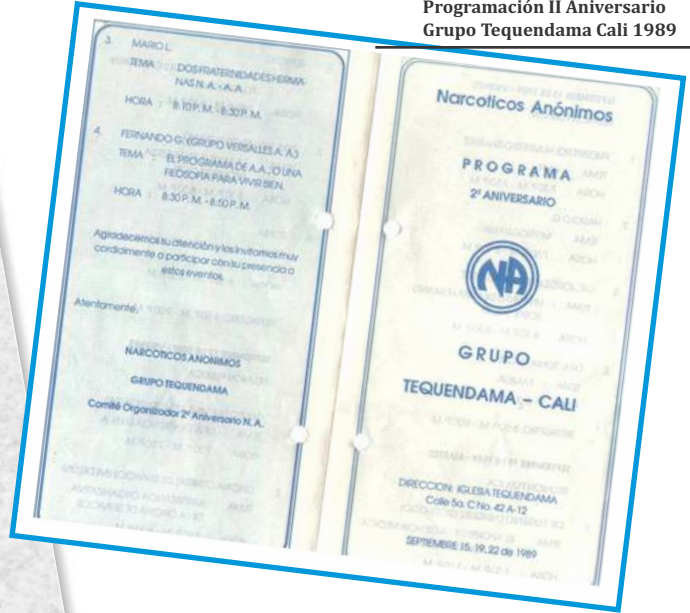 Programación II Aniversario
Grupo Tequendama Cali 1989
3. MARIO L.
TEMA : DOS FRATERNIDADES HERMA-
NAS N. A. - A. A.
HORA : 8:10 P. M. - 8:30 P. M.
4. FERNANDO G. (GRUPO VERSALLES A. A.)
TEMA : EL PROGRAMA DE A.A., O UNA
FILOSOFIA PARA VIVIR BIEN.
HORA : 8:30 P. M. - 8:50 P. M.
Agradecemos su atención y los invitamos muy
cordialmente a participar con su presencia a
estos eventos.
Atentamente,
NARCOTICOS ANONIMOS
GRUPO TEQUENDAMA
Comité Organizador 2º Aniversario N. A.
Narcoticos Anónimos
PROGRAMA
2º ANIVERSARIO
NA
GRUPO
TEQUENDAMA - CALI
DIRECCION: IGLESIA TEQUENDAMA
Calle 5a. C No. 42 A-12
SEPTIEMBRE 15, 19, 22 de 1989